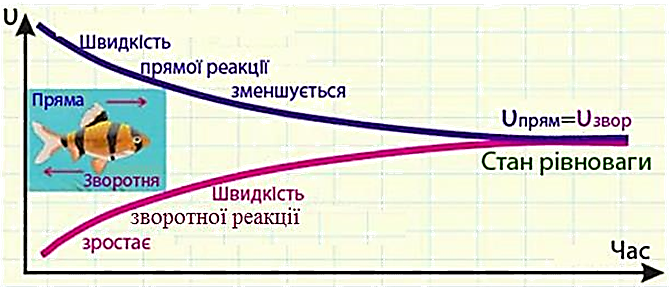 υ
Швидкість
прямої реакції
зменшується
Пряма
Зворотня
υпрям=υзвор
Стан рівноваги
Швидкість
зворотної реакції
зростає
Час